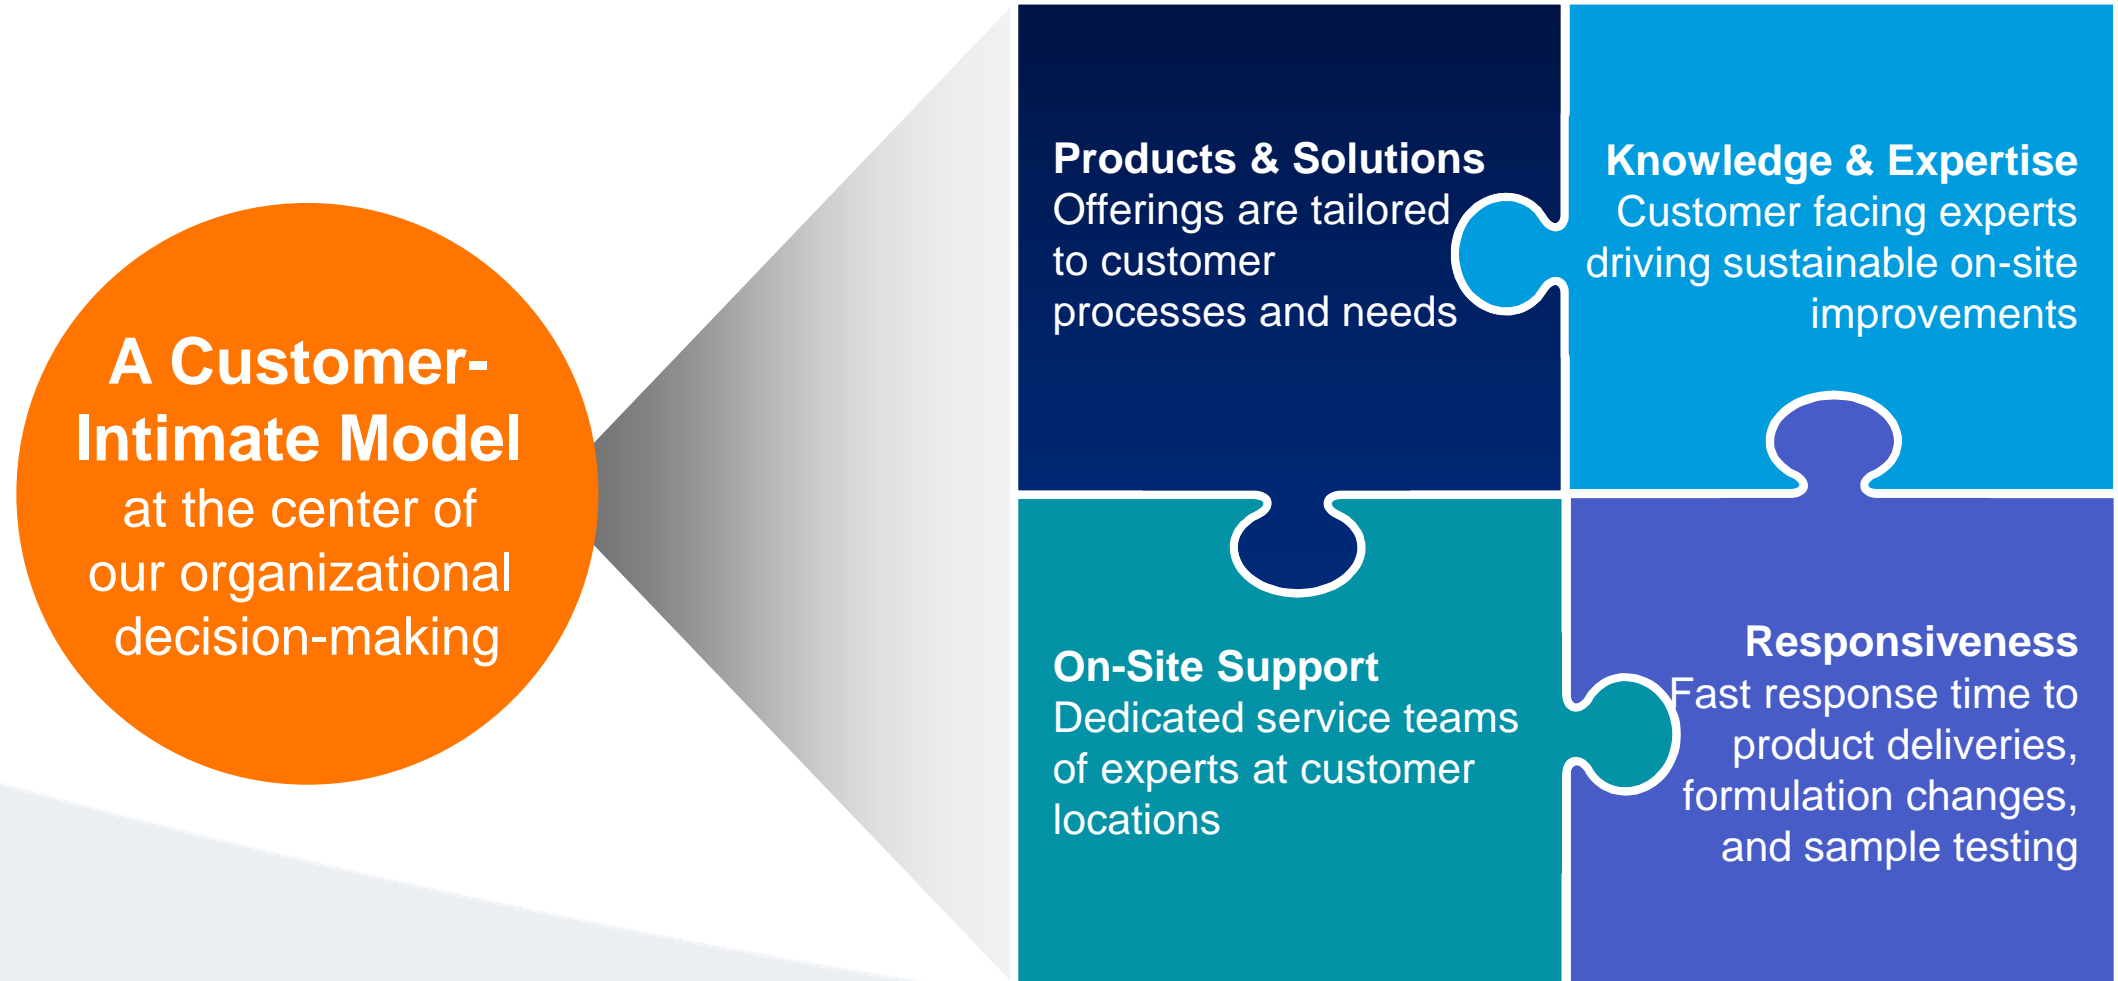 A Customer-
Intimate Model
at the center of
our organizational
decision-making
Products & Solutions
Offerings are tailored
to customer
processes and needs
Knowledge & Expertise
Customer facing experts
driving sustainable on-site
improvements
On-Site Support
Dedicated service teams
of experts at customer
locations
Responsiveness
Fast response time to
product deliveries,
formulation changes,
and sample testing